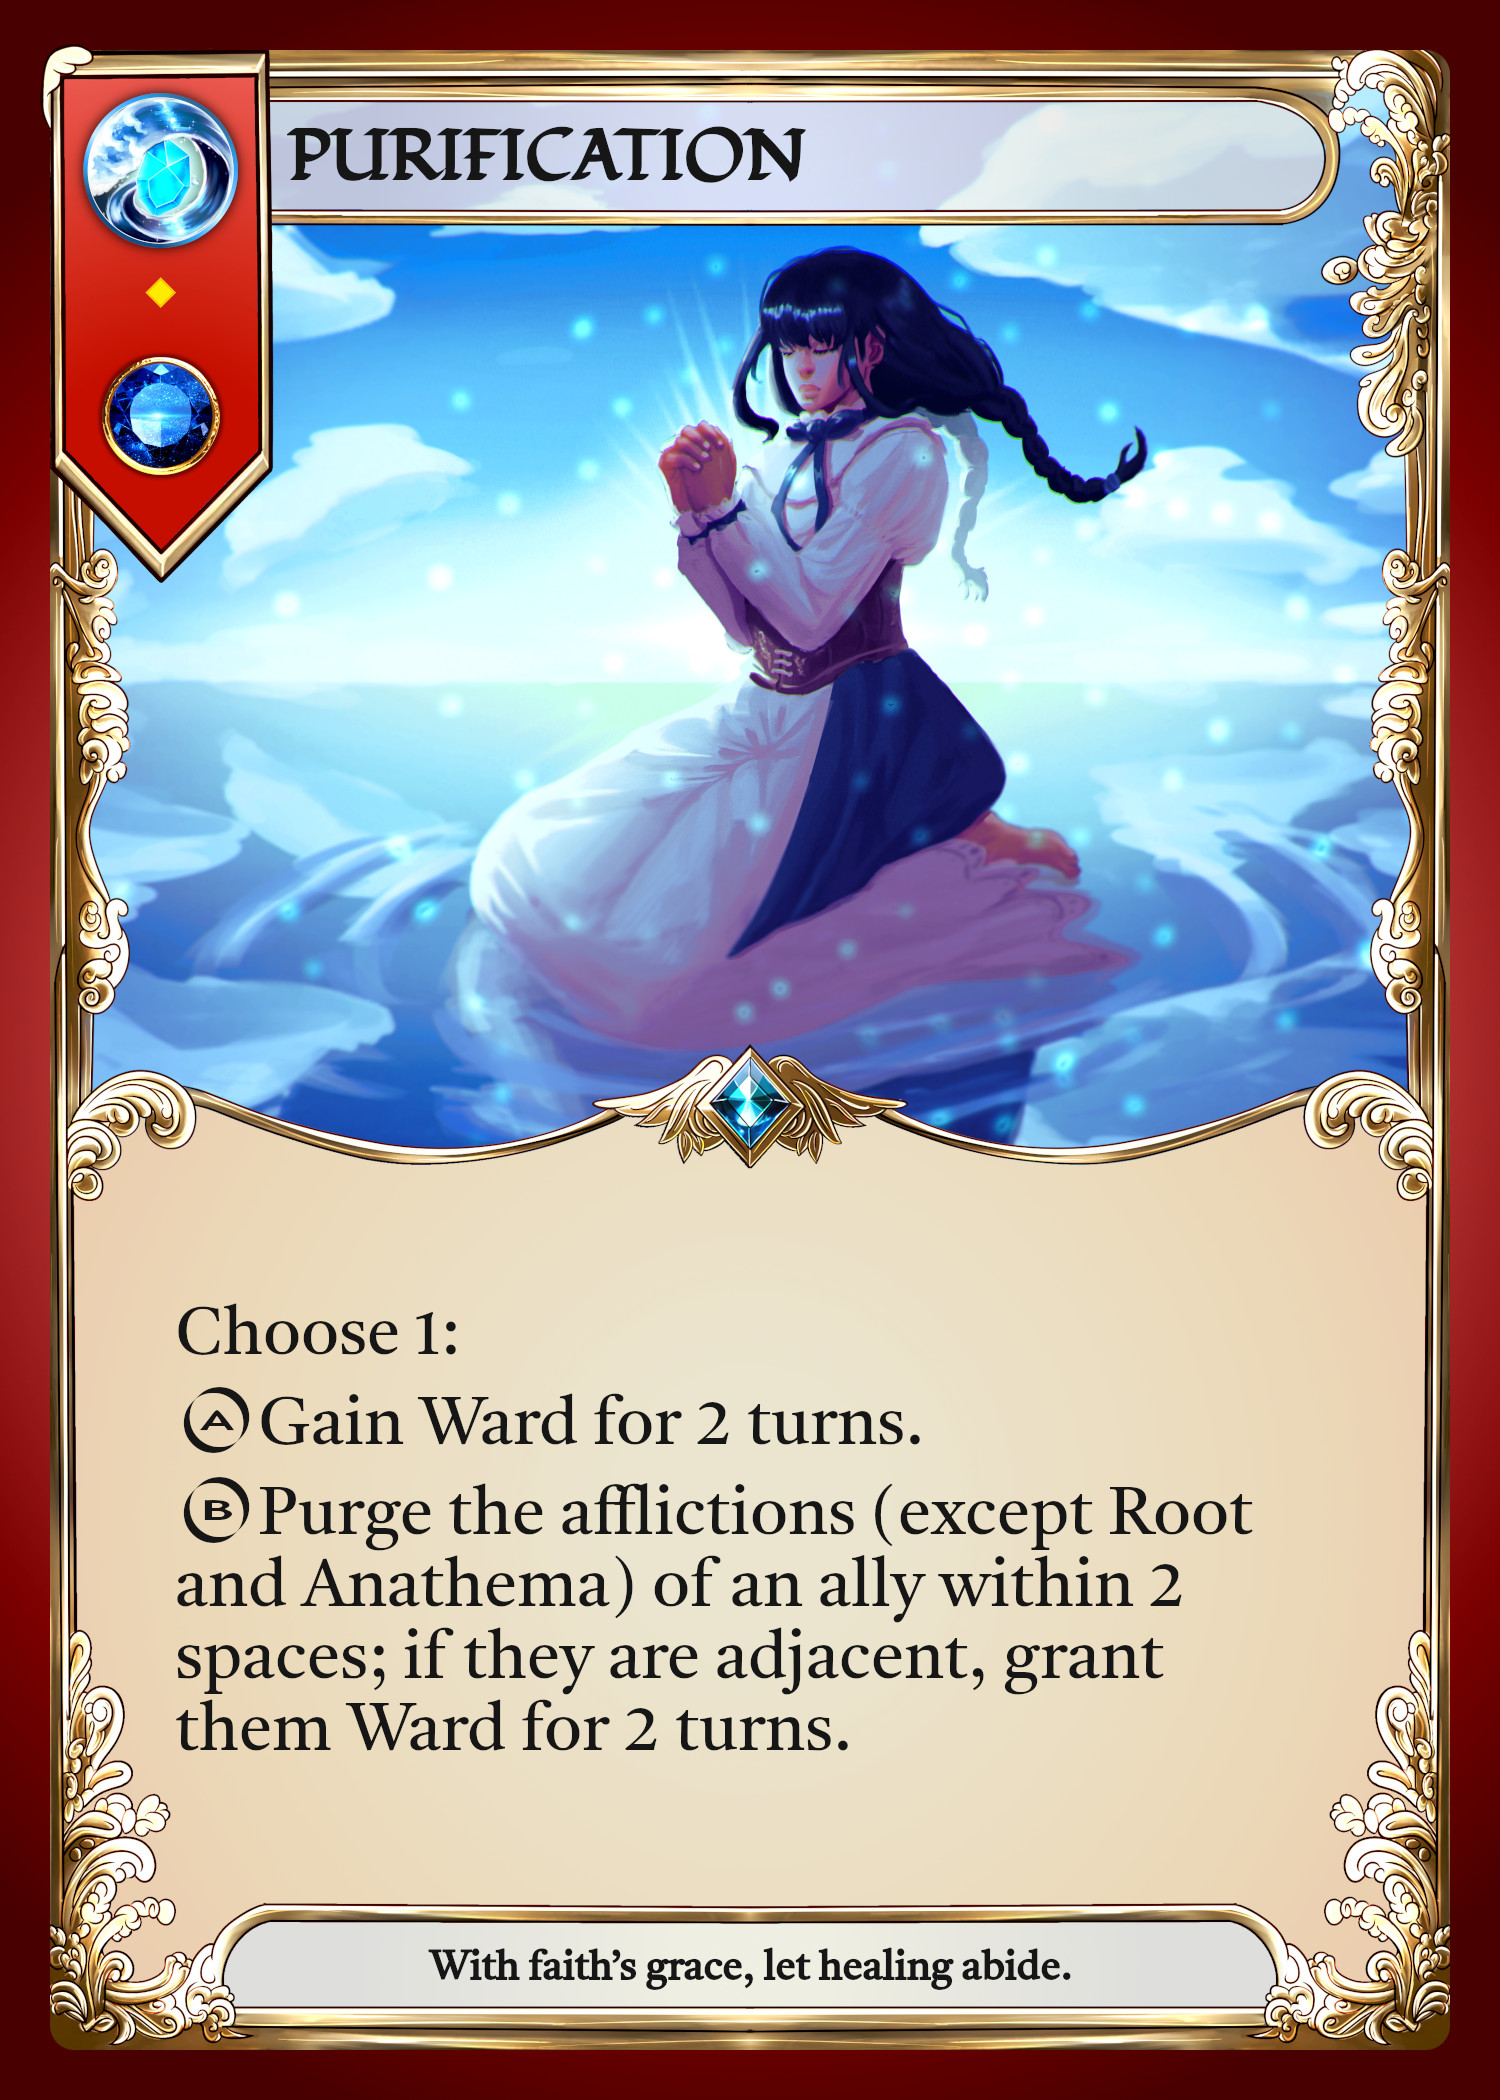 PURIFICATION
Choose 1:
Ⓐ Gain Ward for 2 turns.
Ⓑ Purge the afflictions (except Root
and Anathema) of an ally within 2
spaces; if they are adjacent, grant
them Ward for 2 turns.
With faith’s grace, let healing abide.